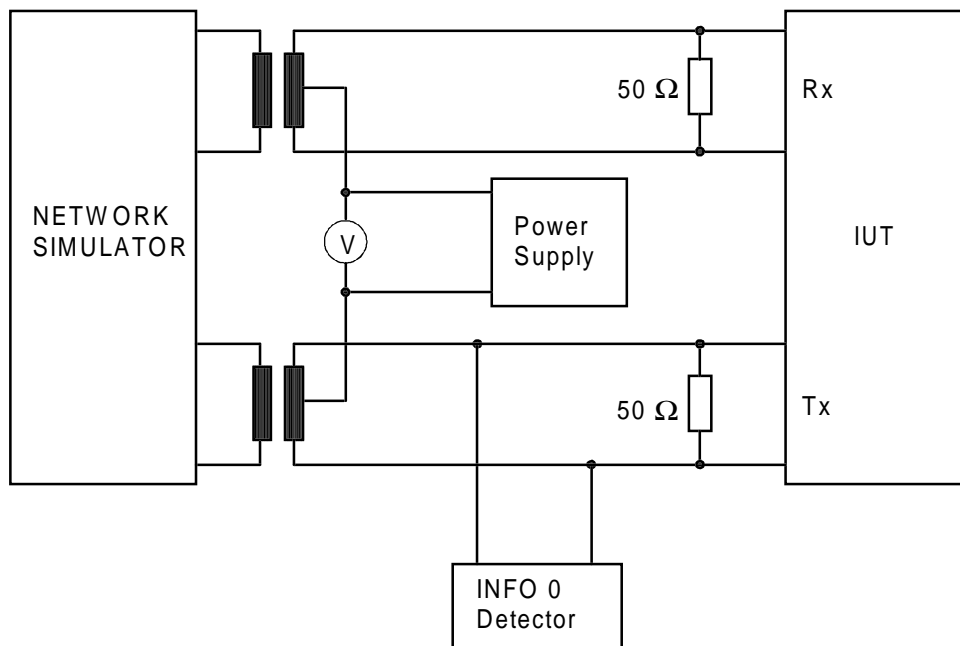 50 Ω
Rx
NETWORK
SIMULATOR
Power
Supply
V
IUT
50 Ω
Tx
INFO 0
Detector